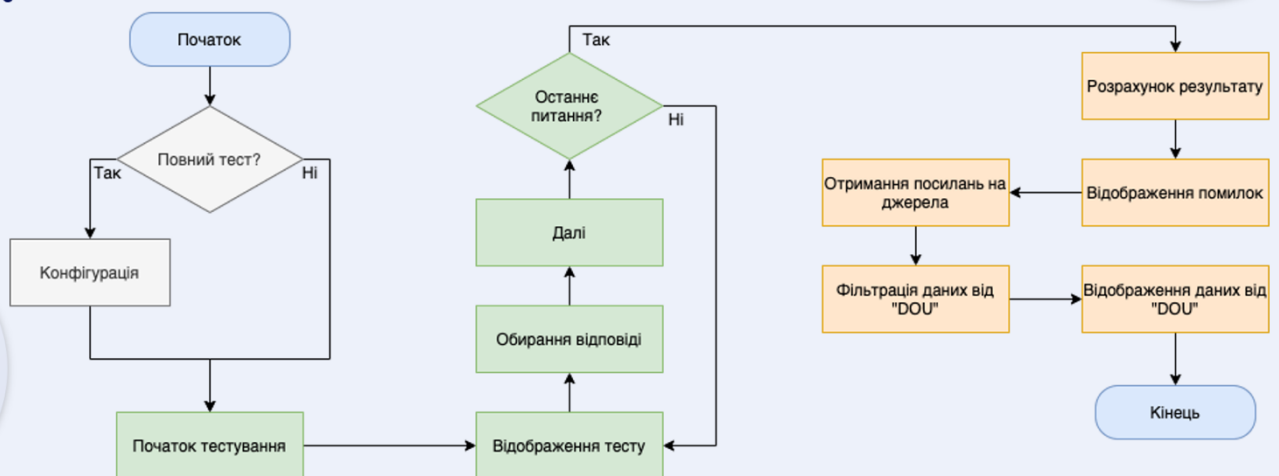 Початок
Повний тест?
Так
Ні
Конфігурація
Початок тестування
Відображення тесту
Обирання відповіді
Далі
Останнє
питання?
Так
Ні
Розрахунок результату
Відображення помилок
Отримання посилань на
джерела
Фільтрація даних від
"DOU"
Відображення даних від
"DOU"
Кінець